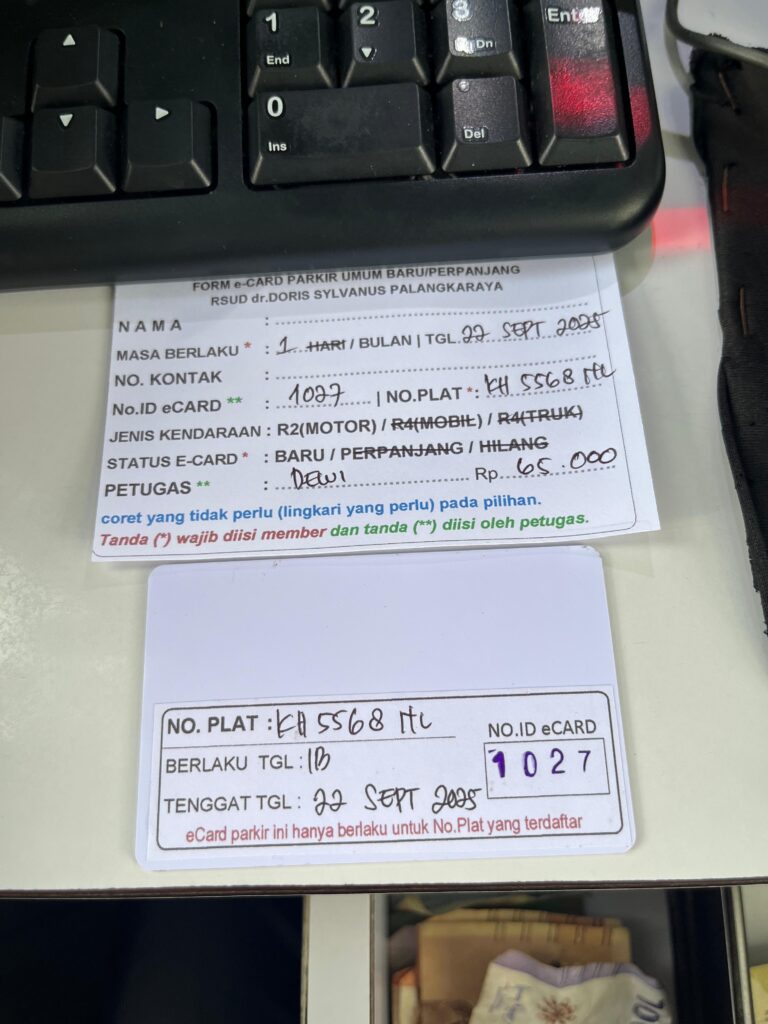 1
End
2
3
Dn
Enter
0
Ins
Del
FORM e-CARD PARKIR UMUM BARU/PERPANJANG
RSUD dr.DORIS SYLVANUS PALANGKARAYA
NAMA :
MASA BERLAKU * : 1 HARI / BULAN | TGL. 22 SEPT 2025
NO. KONTAK :
No.ID eCARD ** : 1027 | NO.PLAT *: KH 5568
JENIS KENDARAAN : R2(MOTOR) / R4(MOBIL) / R4(TRUK)
STATUS E-CARD * : BARU / PERPANJANG / HILANG
PETUGAS ** : DEWI Rp 65.000
coret yang tidak perlu (lingkari yang perlu) pada pilihan.
Tanda (*) wajib diisi member dan tanda (**) diisi oleh petugas.
NO. PLAT : KH 5568
NO.ID eCARD
1027
BERLAKU TGL : 1B
TENGGAT TGL : 22 SEPT 2025
eCard parkir ini hanya berlaku untuk No.Plat yang terdaftar